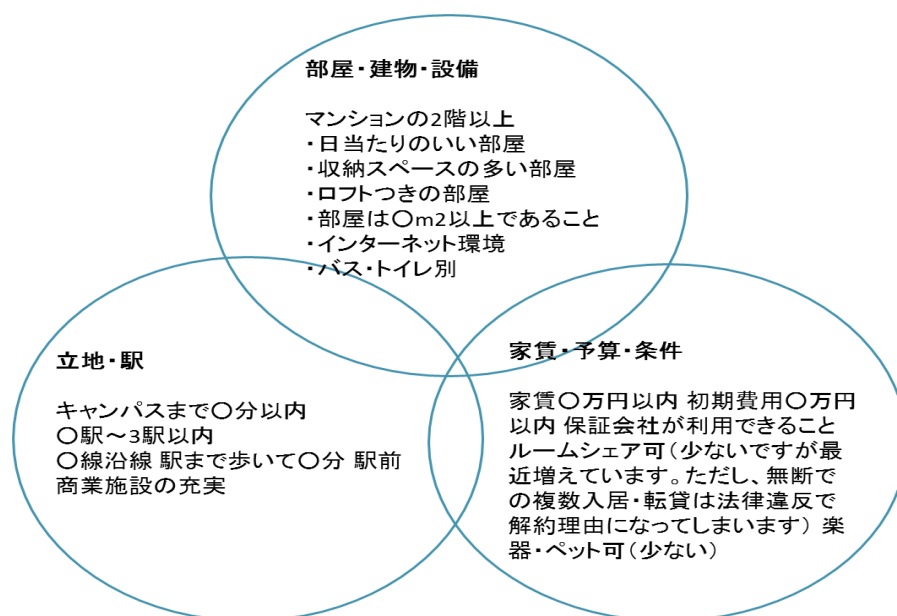 部屋・建物・設備
マンションの2階以上
・日当たりのいい部屋
・収納スペースの多い部屋
・ロフトつきの部屋
・部屋は〇m2以上であること
・インターネット環境
・バス・トイレ別
立地・駅
キャンパスまで〇分以内
〇駅～3駅以内
〇線沿線 駅まで歩いて〇分 駅前
商業施設の充実
家賃・予算・条件
家賃〇万円以内 初期費用〇万円
以内 保証会社が利用できること
ルームシェア可（少ないですが最
近増えています。ただし、無断で
の複数入居・転貸は法律違反で
解約理由になってしまいます） 楽
器・ペット可（少ない）